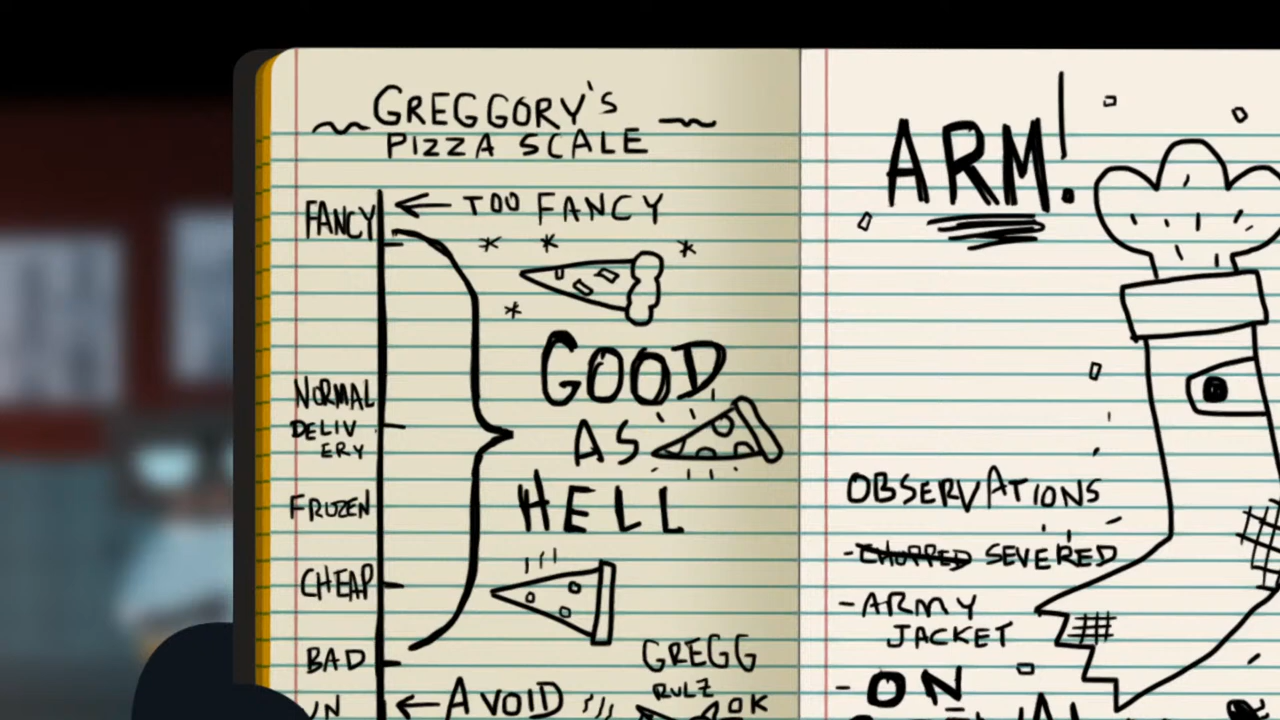 GREGGORY'S
PIZZA SCALE
FANCY
← TOO FANCY
GOOD
AS
HELL
NORMAL
DELIV
ERY
FROZEN
CHEAP
BAD
UN
← AVOID
GREGG
RULZ
OK
ARM!
OBSERVATIONS
- CHOPPED SEVERED
- ARMY
JACKET
- ON